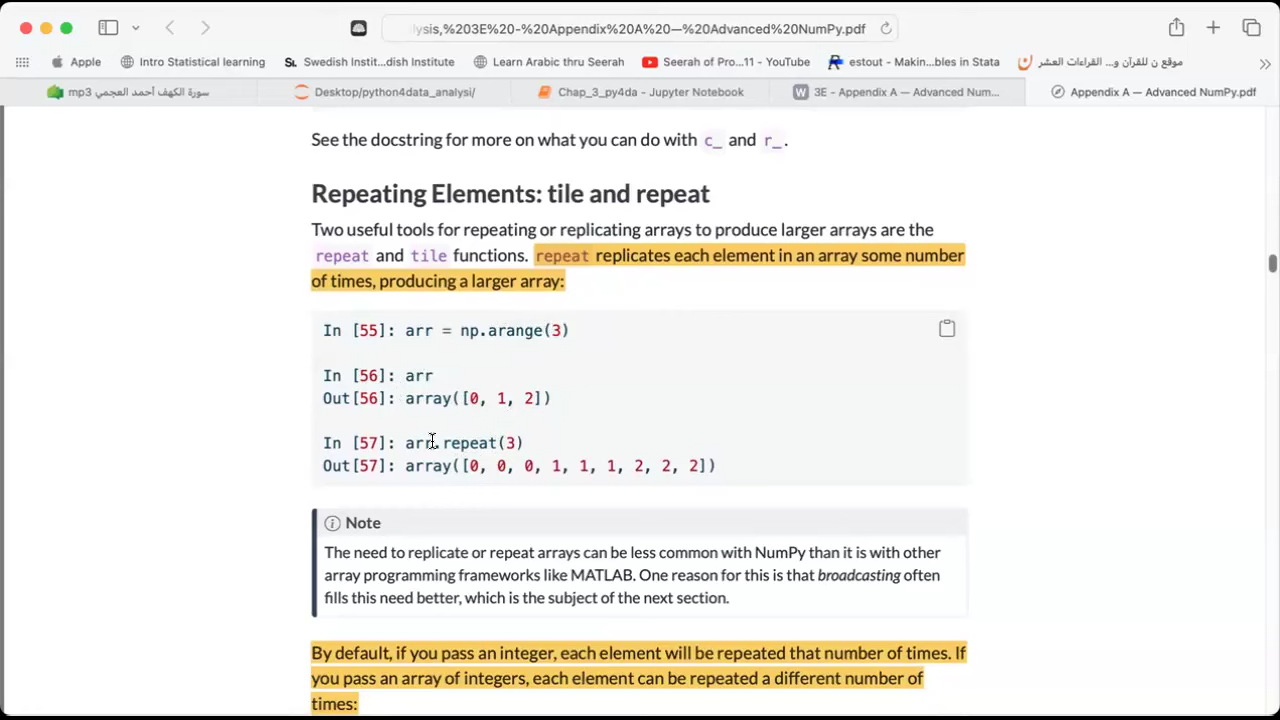 lysis,%203E%20-%20Appendix%20A%20—%20Advanced%20NumPy.pdf
Apple
Intro Statistical learning
Swedish Instit...dish Institute
Learn Arabic thru Seerah
Seerah of Pro...11 - YouTube
estout - Makin...bles in Stata
موقع ن للقرآن و... القراءات العشر
سورة الكهف أحمد العجمي mp3
Desktop/python4data_analysi/
Chap_3_py4da - Jupyter Notebook
3E - Appendix A — Advanced Num...
Appendix A — Advanced NumPy.pdf
See the docstring for more on what you can do with c_ and r_.
Repeating Elements: tile and repeat
Two useful tools for repeating or replicating arrays to produce larger arrays are the
repeat and tile functions. repeat replicates each element in an array some number
of times, producing a larger array:
In [55]: arr = np.arange(3)
In [56]: arr
Out[56]: array([0, 1, 2])
In [57]: arr.repeat(3)
Out[57]: array([0, 0, 0, 1, 1, 1, 2, 2, 2])
Note
The need to replicate or repeat arrays can be less common with NumPy than it is with other
array programming frameworks like MATLAB. One reason for this is that broadcasting often
fills this need better, which is the subject of the next section.
By default, if you pass an integer, each element will be repeated that number of times. If
you pass an array of integers, each element can be repeated a different number of
times: